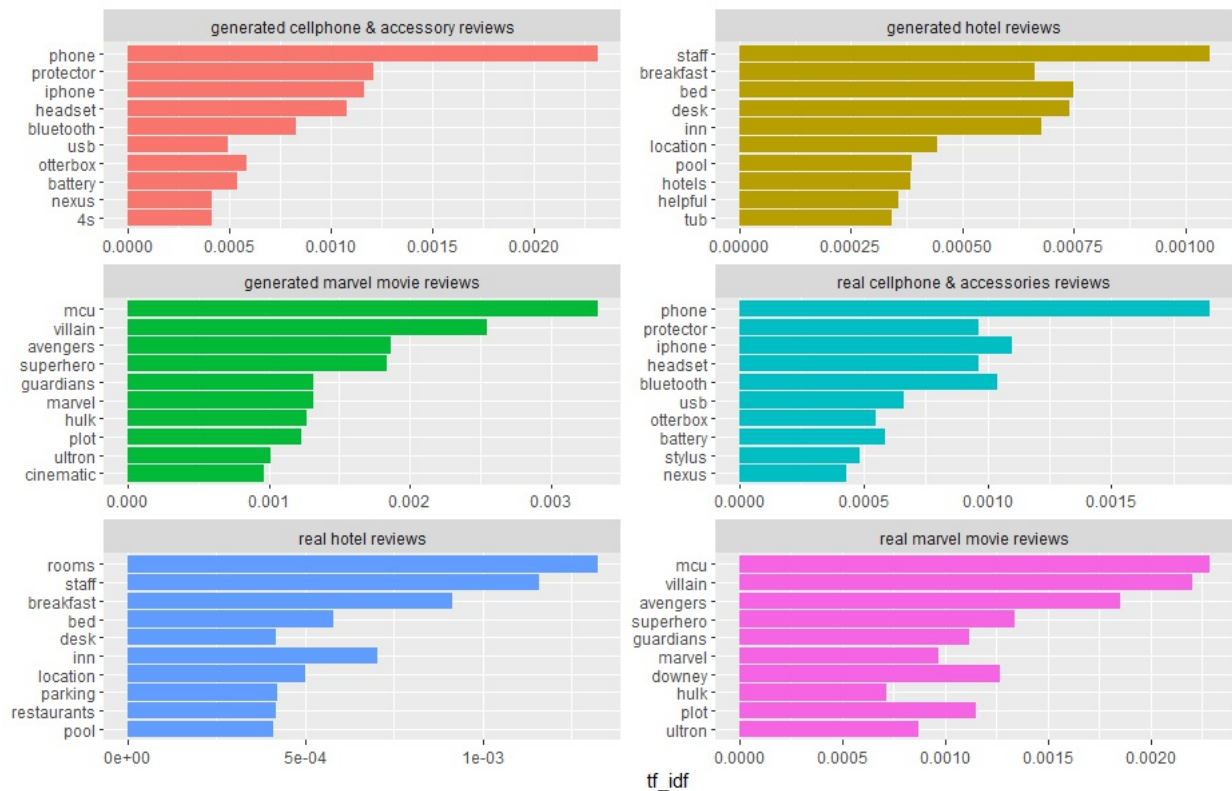 generated cellphone & accessory reviews
phone
protector
iphone
headset
bluetooth
usb
otterbox
battery
nexus
4s
0.0000 0.0005 0.0010 0.0015 0.0020
generated hotel reviews
staff
breakfast
bed
desk
inn
location
pool
hotels
helpful
tub
0.00000 0.00025 0.00050 0.00075 0.00100
generated marvel movie reviews
mcu
villain
avengers
superhero
guardians
marvel
hulk
plot
ultron
cinematic
0.000 0.001 0.002 0.003
real cellphone & accessories reviews
phone
protector
iphone
headset
bluetooth
usb
otterbox
battery
stylus
nexus
0.0000 0.0005 0.0010 0.0015
real hotel reviews
rooms
staff
breakfast
bed
desk
inn
location
parking
restaurants
pool
0e+00 5e-04 1e-03
real marvel movie reviews
mcu
villain
avengers
superhero
guardians
marvel
downey
hulk
plot
ultron
0.0000 0.0005 0.0010 0.0015 0.0020
tf_idf